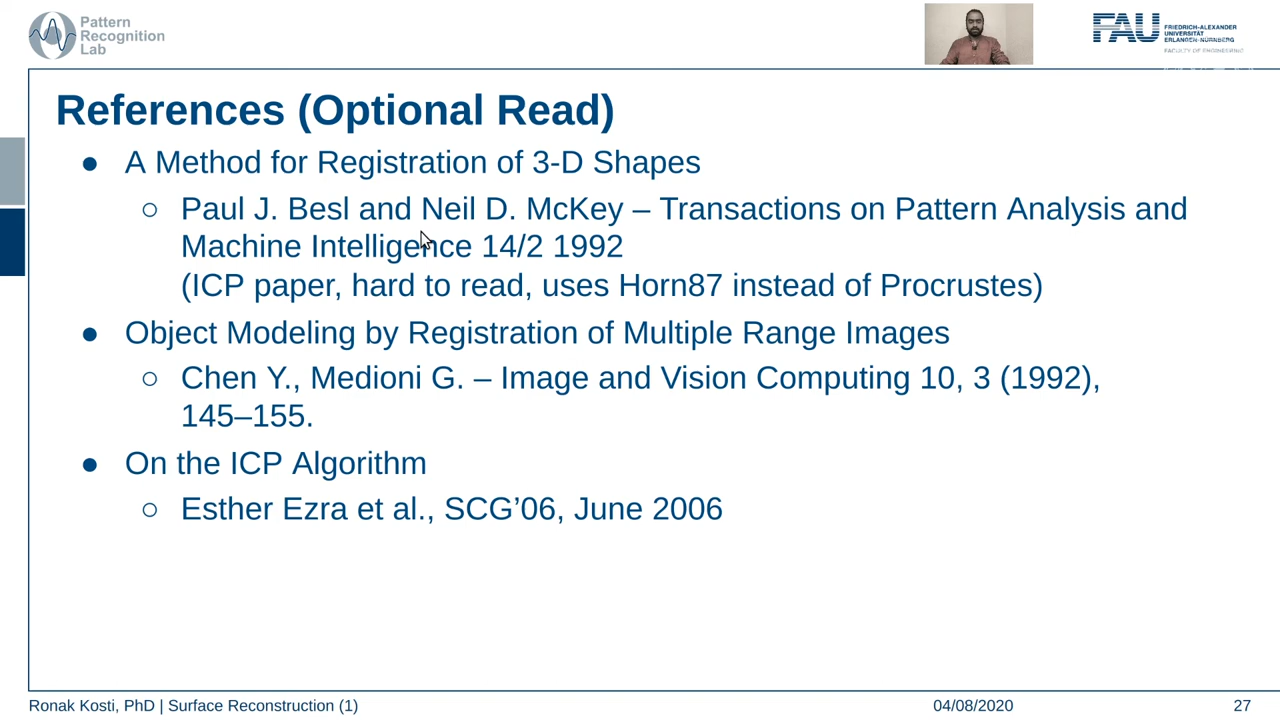 Pattern
Recognition
Lab
FAU
FRIEDRICH-ALEXANDER
UNIVERSITÄT
ERLANGEN-NÜRNBERG
FACULTY OF ENGINEERING
References (Optional Read)
● A Method for Registration of 3-D Shapes
○ Paul J. Besl and Neil D. McKey – Transactions on Pattern Analysis and
Machine Intelligence 14/2 1992
(ICP paper, hard to read, uses Horn87 instead of Procrustes)
● Object Modeling by Registration of Multiple Range Images
○ Chen Y., Medioni G. – Image and Vision Computing 10, 3 (1992),
145–155.
● On the ICP Algorithm
○ Esther Ezra et al., SCG’06, June 2006
Ronak Kosti, PhD | Surface Reconstruction (1)
04/08/2020
27